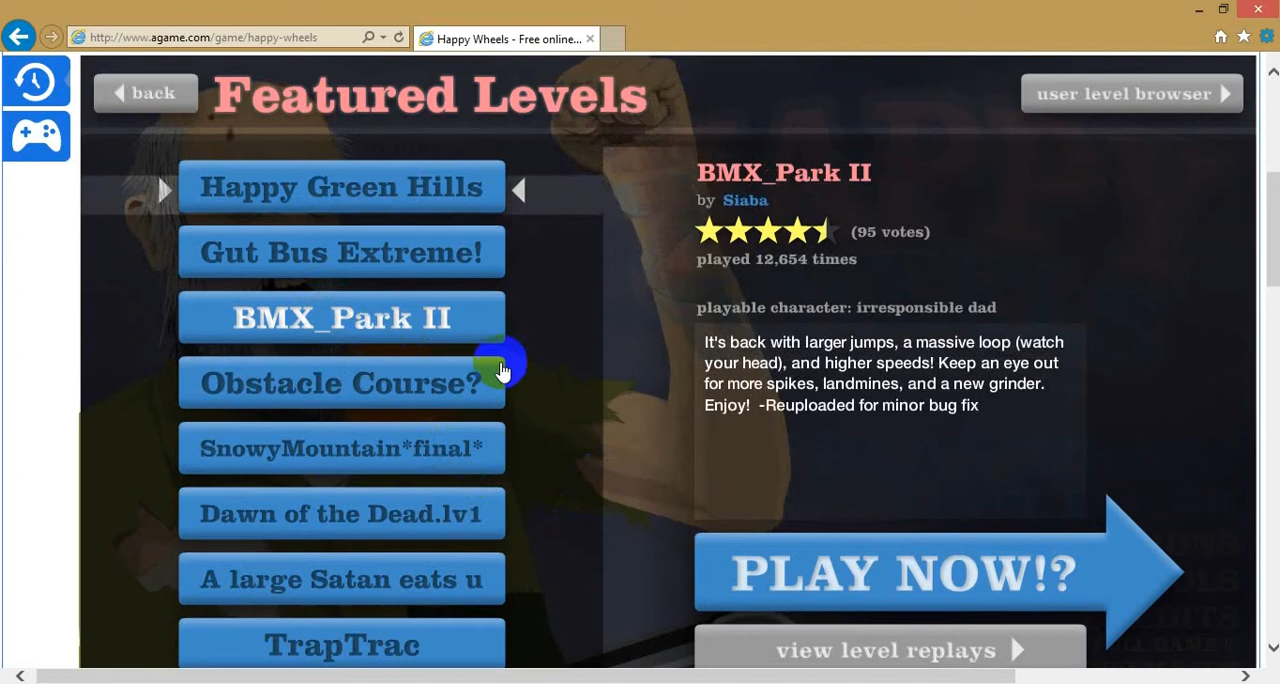 http://www.agame.com/game/happy-wheels
Happy Wheels - Free online...
back
Featured Levels
user level browser
Happy Green Hills
Gut Bus Extreme!
BMX_Park II
Obstacle Course?
SnowyMountain*final*
Dawn of the Dead.lv1
A large Satan eats u
TrapTrac
BMX_Park II
by Siaba
(95 votes)
played 12,654 times
playable character: irresponsible dad
It's back with larger jumps, a massive loop (watch
your head), and higher speeds! Keep an eye out
for more spikes, landmines, and a new grinder.
Enjoy!  -Reuploaded for minor bug fix
PLAY NOW!?
view level replays